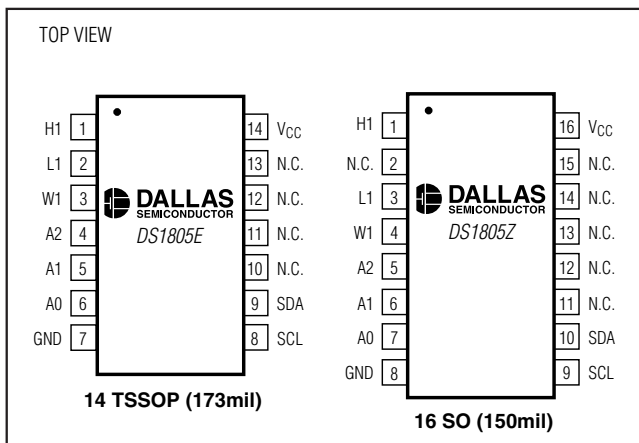 TOP VIEW
H1 1 14 VCC
L1 2 13 N.C.
W1 3 12 N.C.
A2 4 11 N.C.
A1 5 10 N.C.
A0 6 9 SDA
GND 7 8 SCL
DALLAS
SEMICONDUCTOR
DS1805E
14 TSSOP (173mil)
H1 1 16 VCC
N.C. 2 15 N.C.
L1 3 14 N.C.
W1 4 13 N.C.
A2 5 12 N.C.
A1 6 11 N.C.
A0 7 10 SDA
GND 8 9 SCL
DALLAS
SEMICONDUCTOR
DS1805Z
16 SO (150mil)